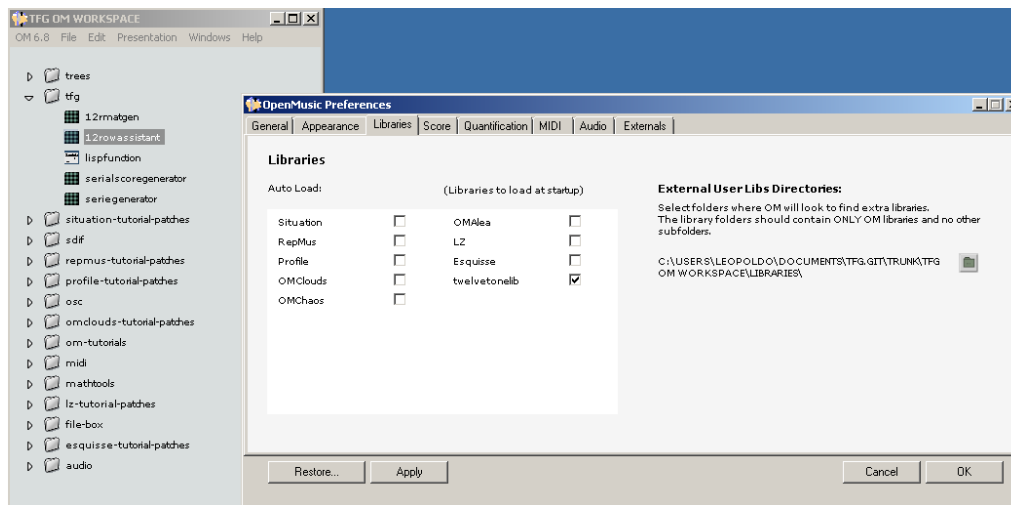 TFG OM WORKSPACE
OM 6.8 File Edit Presentation Windows Help
trees
tfg
12rmatgen
12rowassistant
lispfunction
serialscoregenerator
seriegenerator
situation-tutorial-patches
sdif
repmus-tutorial-patches
profile-tutorial-patches
osc
omclouds-tutorial-patches
om-tutorials
midi
mathtools
lz-tutorial-patches
file-box
esquisse-tutorial-patches
audio
OpenMusic Preferences
General Appearance Libraries Score Quantification MIDI Audio Externals
Libraries
Auto Load: (Libraries to load at startup)
Situation OMAlea
RepMus LZ
Profile Esquisse
OMClouds twelvetonelib
OMChaos
External User Libs Directories:
Select folders where OM will look to find extra libraries.
The library folders should contain ONLY OM libraries and no other
subfolders.
C:\USERS\LEOPOLDO\DOCUMENTS\TFG.GIT\TRUNK\TFG
OM WORKSPACE\LIBRARIES\
Restore... Apply Cancel OK